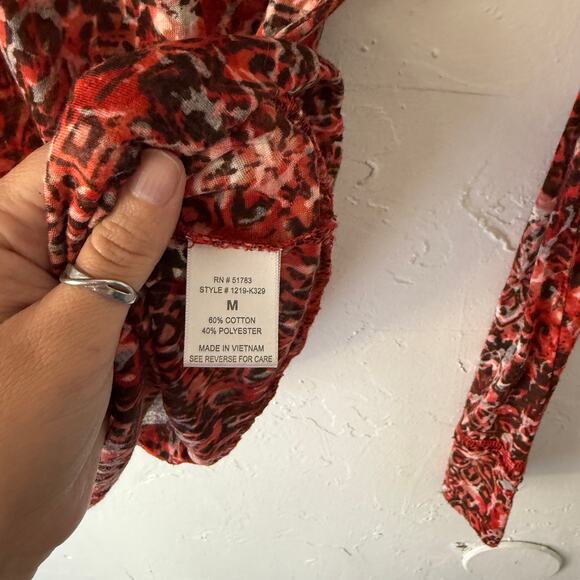 RN # 51783
STYLE # 1219-K329
M
60% COTTON
40% POLYESTER
MADE IN VIETNAM
SEE REVERSE FOR CARE